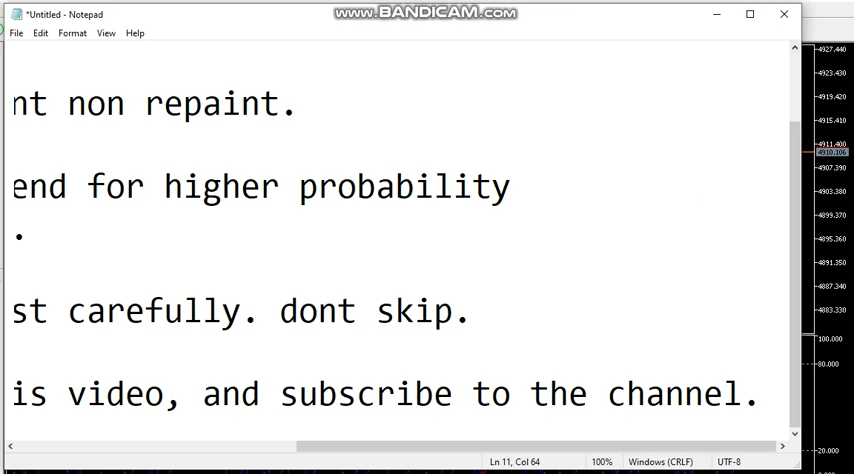 *Untitled - Notepad
www.BANDICAM.com
File Edit Format View Help
nt non repaint.
end for higher probability
.
st carefully. dont skip.
is video, and subscribe to the channel.
Ln 11, Col 64 100% Windows (CRLF) UTF-8
4927.440
4923.430
4919.420
4915.410
4911.400
4910.106
4907.390
4903.380
4899.370
4895.360
4891.350
4887.340
4883.330
100.000
80.000
20.000